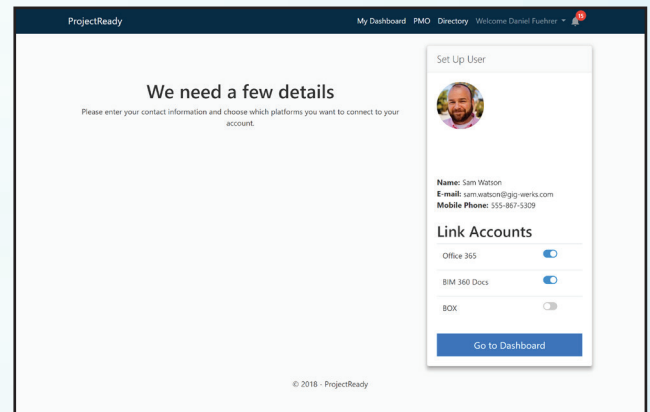 ProjectReady
My Dashboard PMO Directory Welcome Daniel Fuehrer 15
Set Up User
We need a few details
Please enter your contact information and choose which platforms you want to connect to your
account.
Name: Sam Watson
E-mail: sam.watson@gig-werks.com
Mobile Phone: 555-867-5309
Link Accounts
Office 365
BIM 360 Docs
BOX
Go to Dashboard
© 2018 - ProjectReady